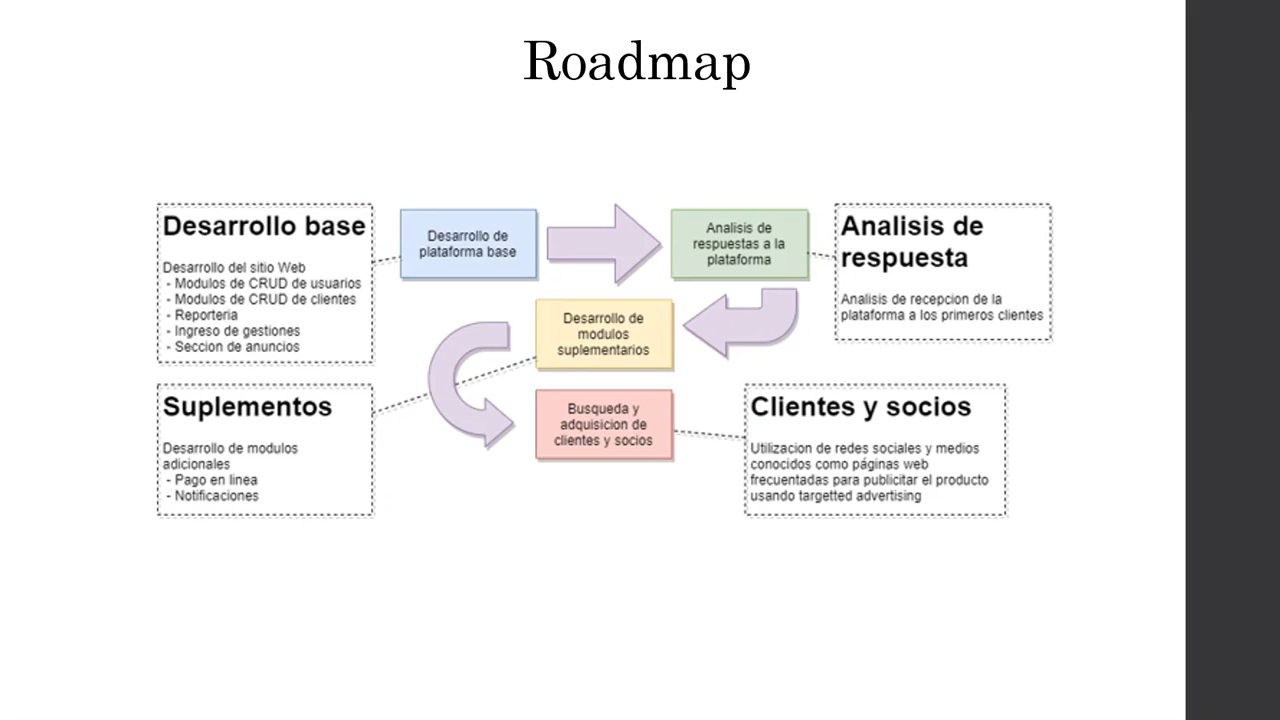 Roadmap
Desarrollo base
Desarrollo del sitio Web
- Modulos de CRUD de usuarios
- Modulos de CRUD de clientes
- Reporteria
- Ingreso de gestiones
- Seccion de anuncios
Desarrollo de
plataforma base
Analisis de
respuestas a la
plataforma
Analisis de
respuesta
Analisis de recepcion de la
plataforma a los primeros clientes
Desarrollo de
modulos
suplementarios
Suplementos
Desarrollo de modulos
adicionales
- Pago en linea
- Notificaciones
Busqueda y
adquisicion de
clientes y socios
Clientes y socios
Utilizacion de redes sociales y medios
conocidos como páginas web
frecuentadas para publicitar el producto
usando targetted advertising